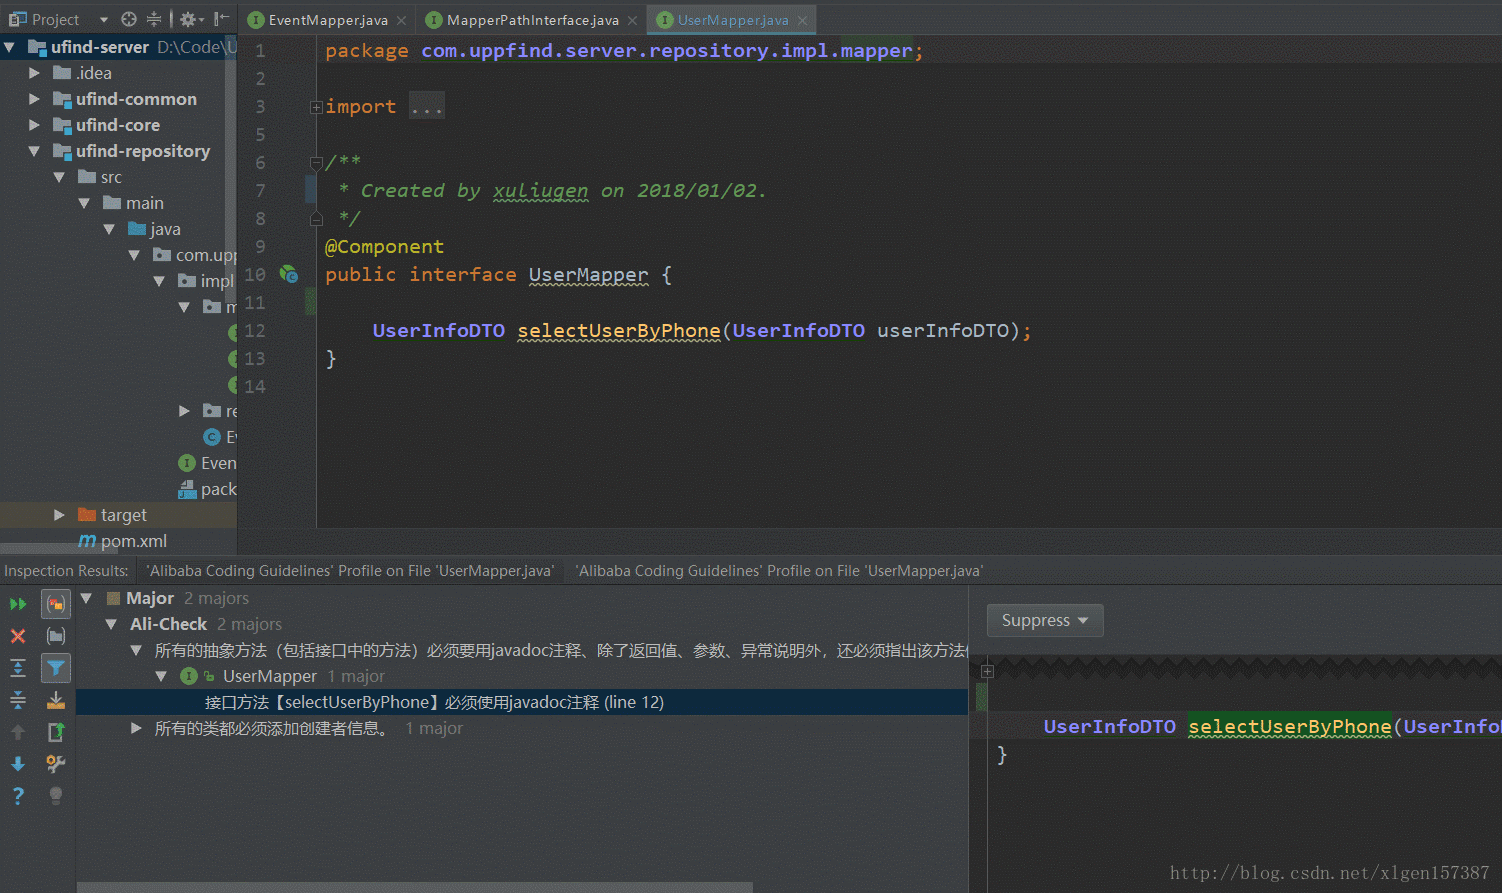 Project
EventMapper.java
MapperPathInterface.java
UserMapper.java
ufind-server D:\Code\U
.idea
ufind-common
ufind-core
ufind-repository
src
main
java
com.upp
impl
m
re
Ev
Even
pack
target
pom.xml
1 package com.uppfind.server.repository.impl.mapper;
2
3 import ...
5
6 /**
7 * Created by xuliugen on 2018/01/02.
8 */
9 @Component
10 public interface UserMapper {
11
12 UserInfoDTO selectUserByPhone(UserInfoDTO userInfoDTO);
13 }
14
Inspection Results: 'Alibaba Coding Guidelines' Profile on File 'UserMapper.java' 'Alibaba Coding Guidelines' Profile on File 'UserMapper.java'
Major 2 majors
Ali-Check 2 majors
所有的抽象方法（包括接口中的方法）必须要用javadoc注释、除了返回值、参数、异常说明外，还必须指出该方法
UserMapper 1 major
接口方法【selectUserByPhone】必须使用javadoc注释 (line 12)
所有的类都必须添加创建者信息。 1 major
Suppress
UserInfoDTO selectUserByPhone(UserInfo
}
http://blog.csdn.net/xlgen157387